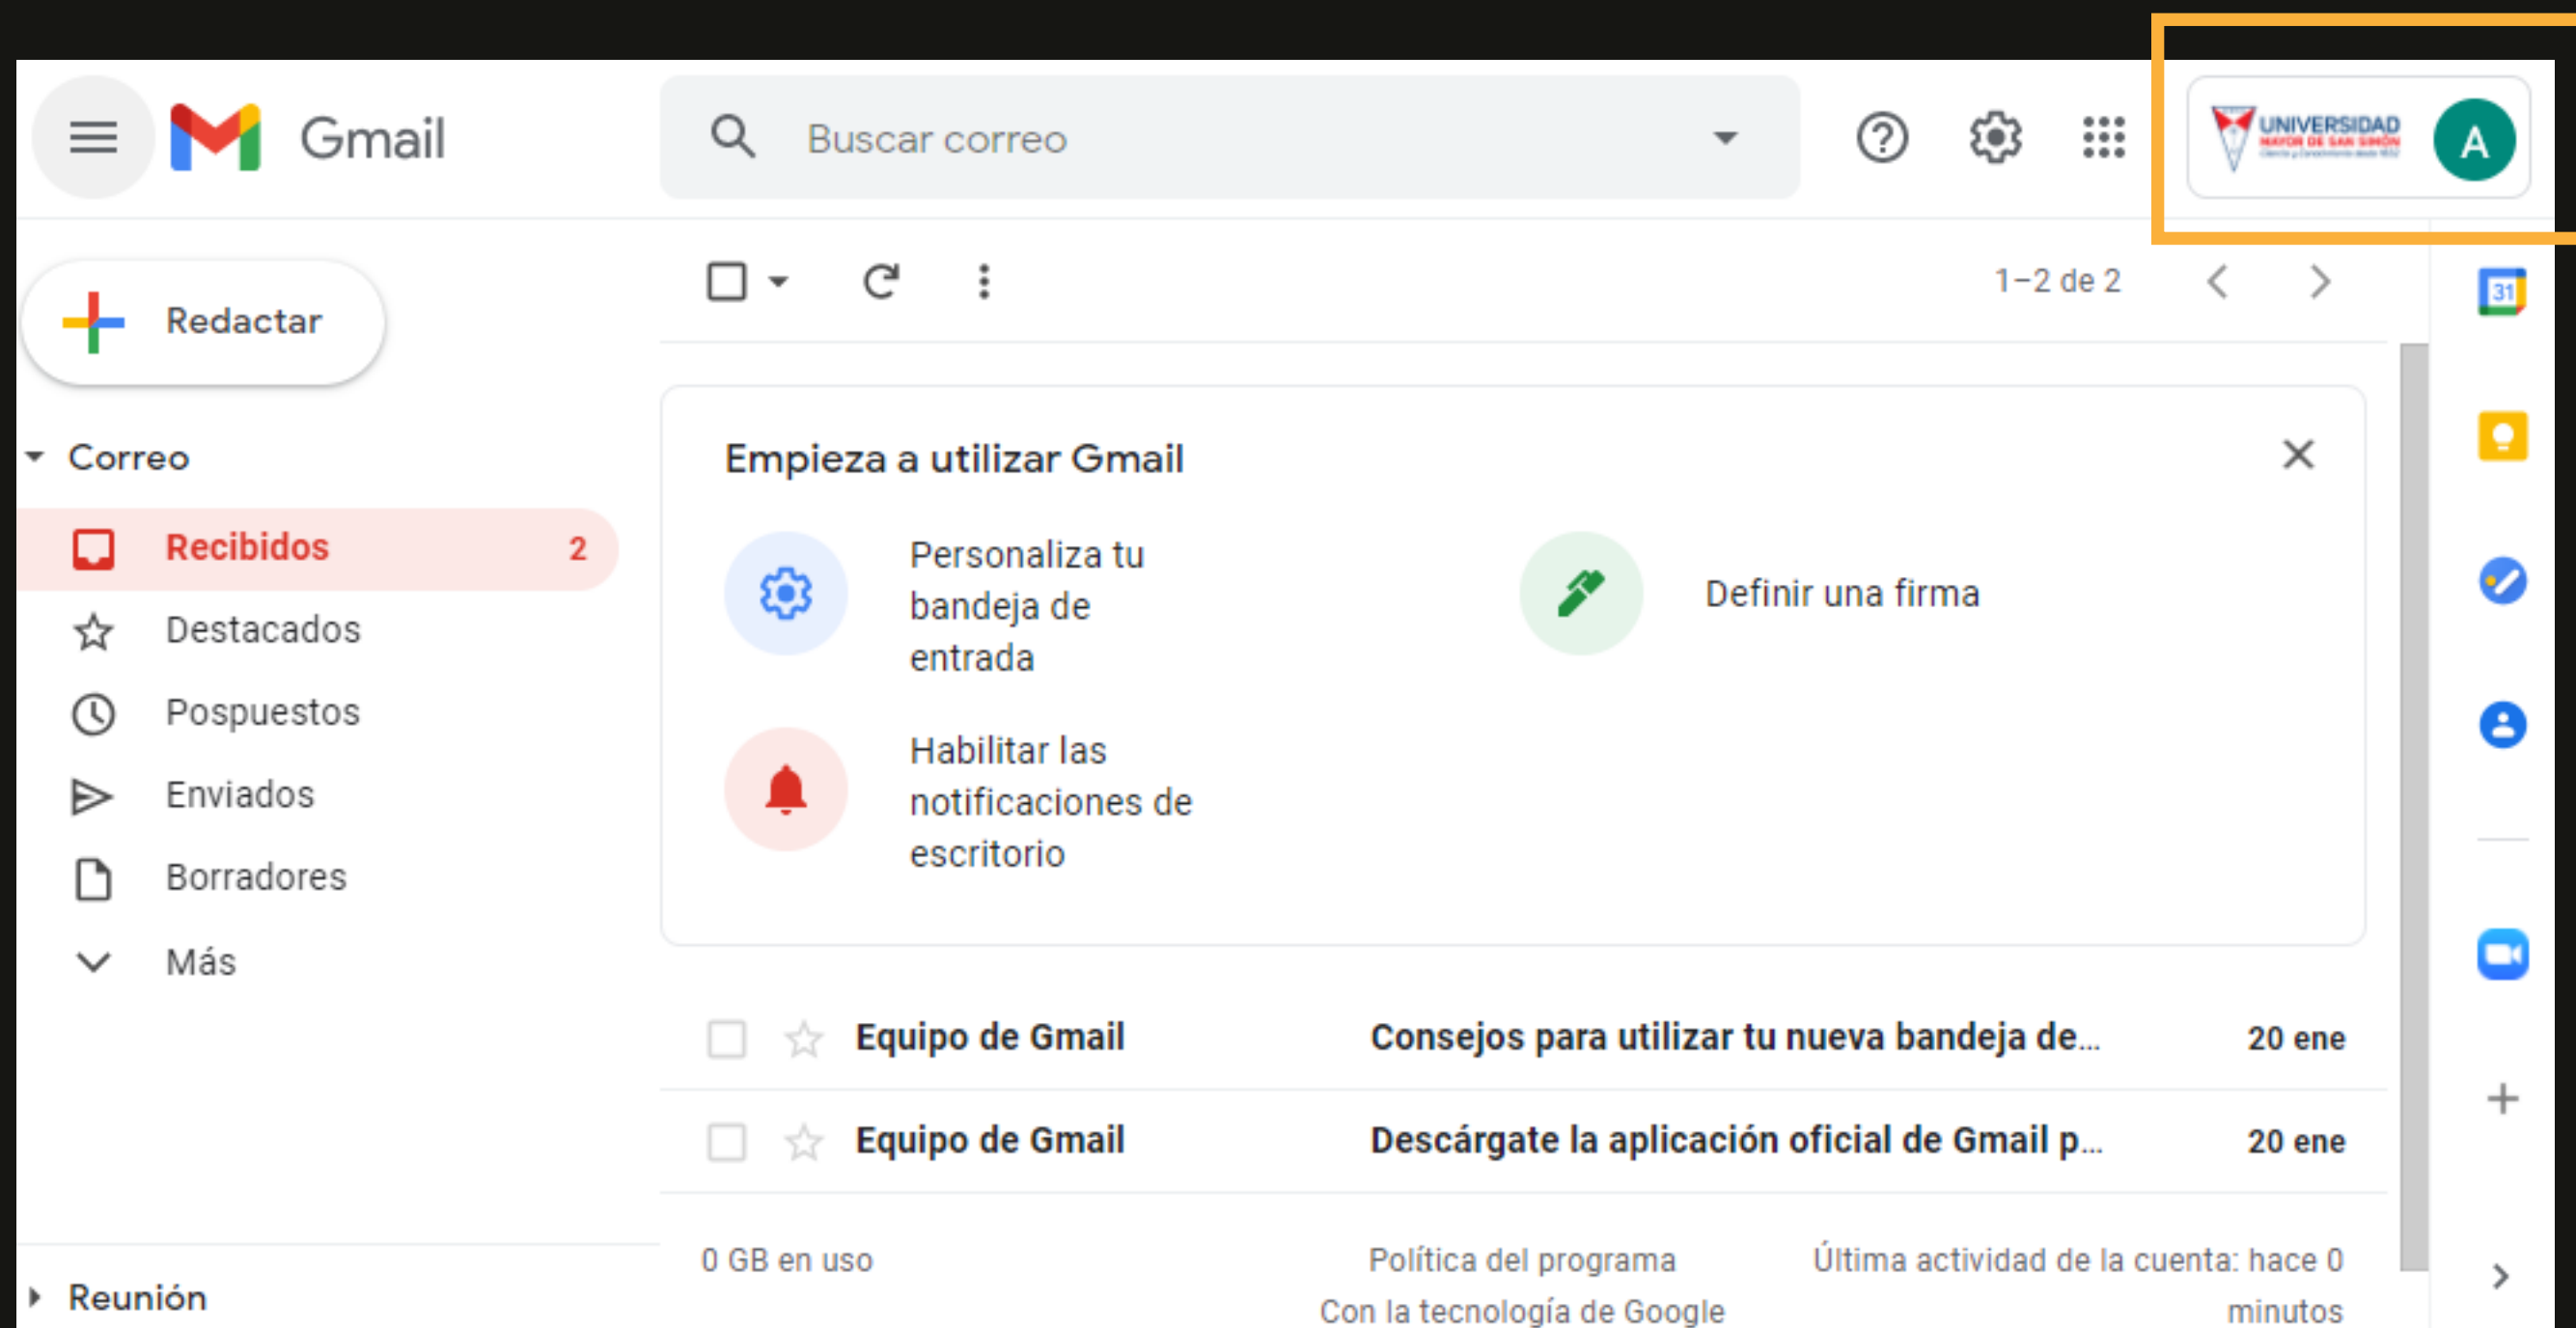 Gmail
Buscar correo
UNIVERSIDAD
MAYOR DE SAN SIMÓN
Ciencia y Conocimiento desde 1832
A
Redactar
1–2 de 2
31
Correo
Recibidos 2
Destacados
Pospuestos
Enviados
Borradores
Más
Reunión
Empieza a utilizar Gmail
Personaliza tu
bandeja de
entrada
Definir una firma
Habilitar las
notificaciones de
escritorio
Equipo de Gmail Consejos para utilizar tu nueva bandeja de... 20 ene
Equipo de Gmail Descárgate la aplicación oficial de Gmail p... 20 ene
0 GB en uso
Política del programa
Con la tecnología de Google
Última actividad de la cuenta: hace 0
minutos